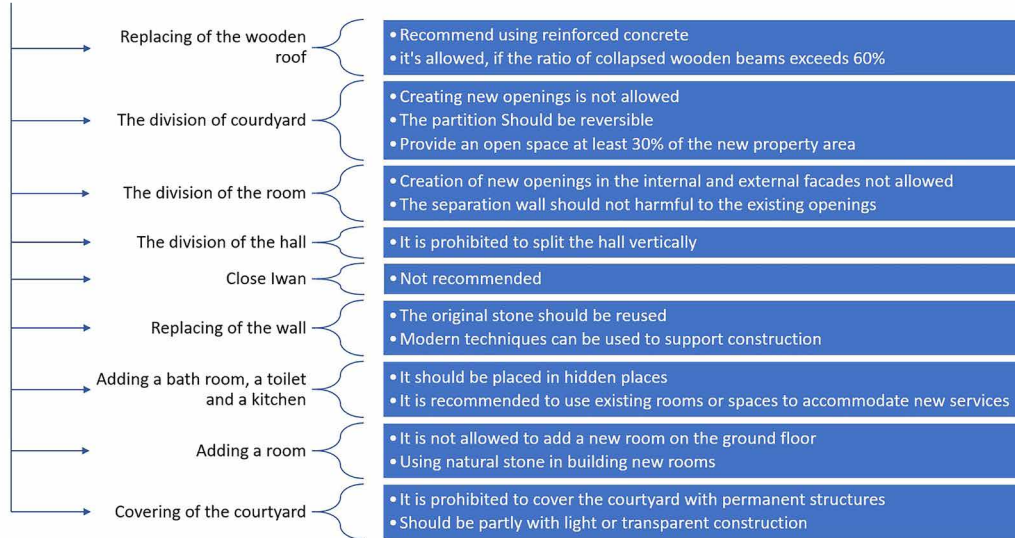 Replacing of the wooden
roof
• Recommend using reinforced concrete
• it's allowed, if the ratio of collapsed wooden beams exceeds 60%
The division of courdyard
• Creating new openings is not allowed
• The partition Should be reversible
• Provide an open space at least 30% of the new property area
The division of the room
• Creation of new openings in the internal and external facades not allowed
• The separation wall should not harmful to the existing openings
The division of the hall
• It is prohibited to split the hall vertically
Close Iwan
• Not recommended
Replacing of the wall
• The original stone should be reused
• Modern techniques can be used to support construction
Adding a bath room, a toilet
and a kitchen
• It should be placed in hidden places
• It is recommended to use existing rooms or spaces to accommodate new services
Adding a room
• It is not allowed to add a new room on the ground floor
• Using natural stone in building new rooms
Covering of the courtyard
• It is prohibited to cover the courtyard with permanent structures
• Should be partly with light or transparent construction